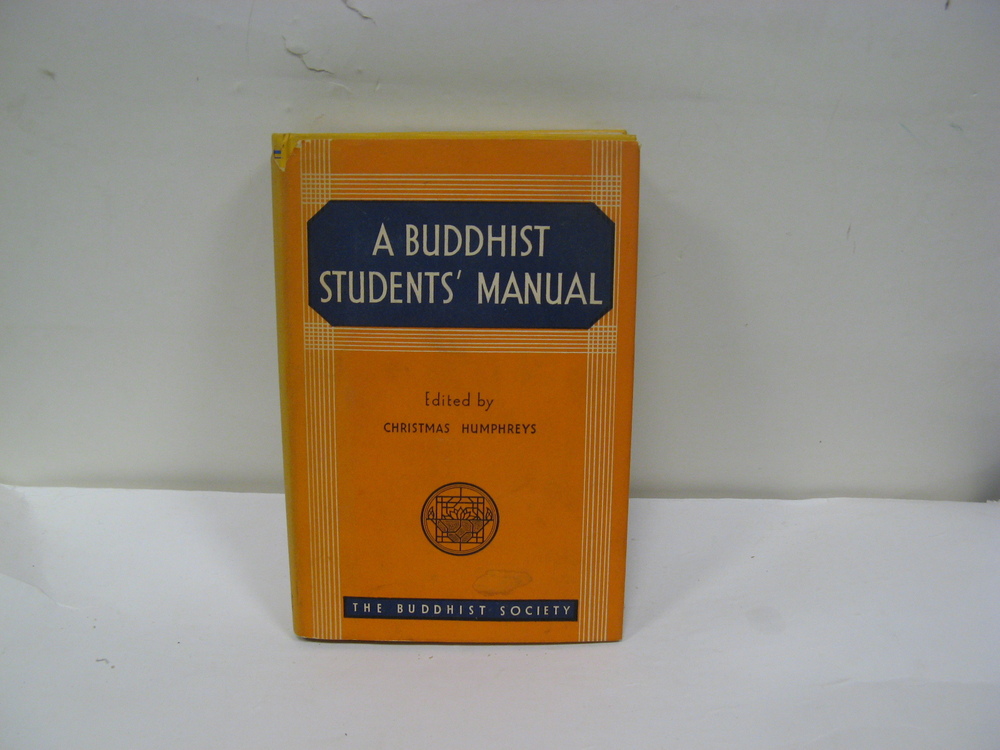 A BUDDHIST
STUDENTS' MANUAL
Edited by
CHRISTMAS HUMPHREYS
THE BUDDHIST SOCIETY